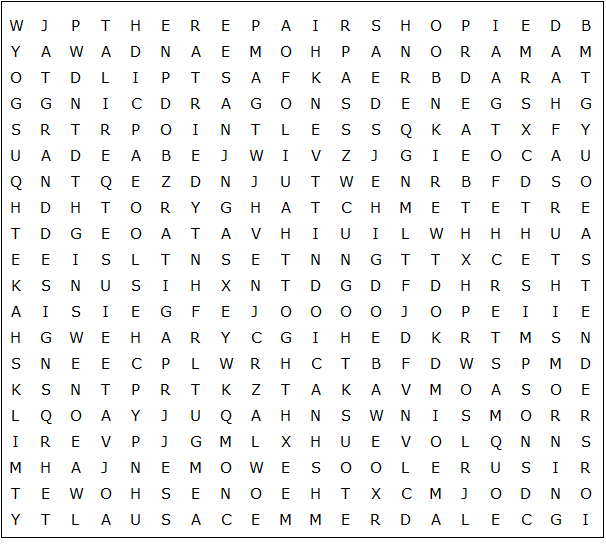 W J P T H E R E P A I R S H O P I E D B
Y A W A D N A E M O H P A N O R A M A M
O T D L I P T S A F K A E R B D A R A T
G G N I C D R A G O N S D E N E G S H G
S R T R P O I N T L E S S Q K A T X F Y
U A D E A B E J W I V Z J G I E O C A U
Q N T Q E Z D N J U T W E N R B F D S O
H D H T O R Y G H A T C H M E T E T R E
T D G E O A T A V H I U I L W H H H U A
E E I S L T N S E T N N G T T X C E T S
K S N U S I H X N T D G D F D H R S H T
A I S I E G F E J O O O O J O P E I I E
H G W E H A R Y C G I H E D K R T M S N
S N E E C P L W R H C T B F D W S P M D
K S N T P R T K Z T A K A V M O A S O E
L Q O A Y J U Q A H N S W N I S M O R R
I R E V P J G M L X H U E V O L Q N N S
M H A J N E M O W E S O O L E R U S I R
T E W O H S E N O E H T X C M J O D N O
Y T L A U S A C E M M E R D A L E C G I